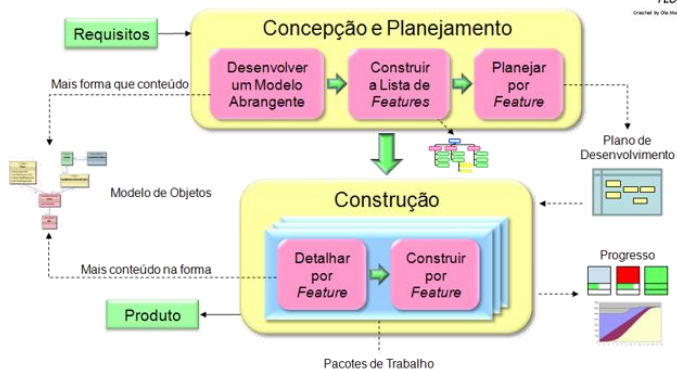 Requisitos
Concepção e Planejamento
Desenvolver
um Modelo
Abrangente
Construir
a Lista de
Features
Planejar
por
Feature
Mais forma que conteúdo
Plano de
Desenvolvimento
Modelo de Objetos
Construção
Detalhar
por
Feature
Construir
por
Feature
Mais conteúdo na forma
Progresso
Produto
Pacotes de Trabalho